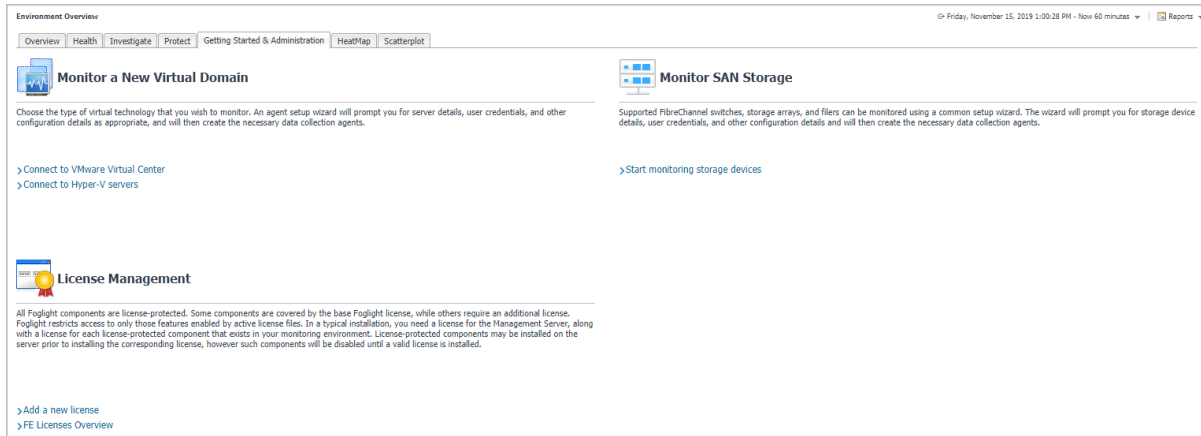 Environment Overview
Friday, November 15, 2019 1:00:28 PM - Now 60 minutes
Reports
Overview
Health
Investigate
Protect
Getting Started & Administration
HeatMap
Scatterplot
Monitor a New Virtual Domain
Choose the type of virtual technology that you wish to monitor. An agent setup wizard will prompt you for server details, user credentials, and other
configuration details as appropriate, and will then create the necessary data collection agents.
Connect to VMware Virtual Center
Connect to Hyper-V servers
Monitor SAN Storage
Supported FibreChannel switches, storage arrays, and filers can be monitored using a common setup wizard. The wizard will prompt you for storage device
details, user credentials, and other configuration details and will then create the necessary data collection agents.
Start monitoring storage devices
License Management
All Foglight components are license-protected. Some components are covered by the base Foglight license, while others require an additional license.
Foglight restricts access to only those features enabled by active license files. In a typical installation, you need a license for the Management Server, along
with a license for each license-protected component that exists in your monitoring environment. License-protected components may be installed on the
server prior to installing the corresponding license, however such components will be disabled until a valid license is installed.
Add a new license
FE Licenses Overview